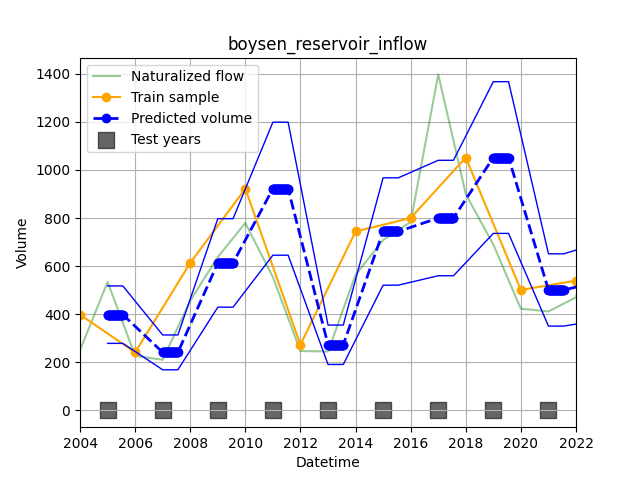 boysen_reservoir_inflow
Naturalized flow
Train sample
Predicted volume
Test years
Volume
1400
1200
1000
800
600
400
200
0
2004 2006 2008 2010 2012 2014 2016 2018 2020 2022
Datetime